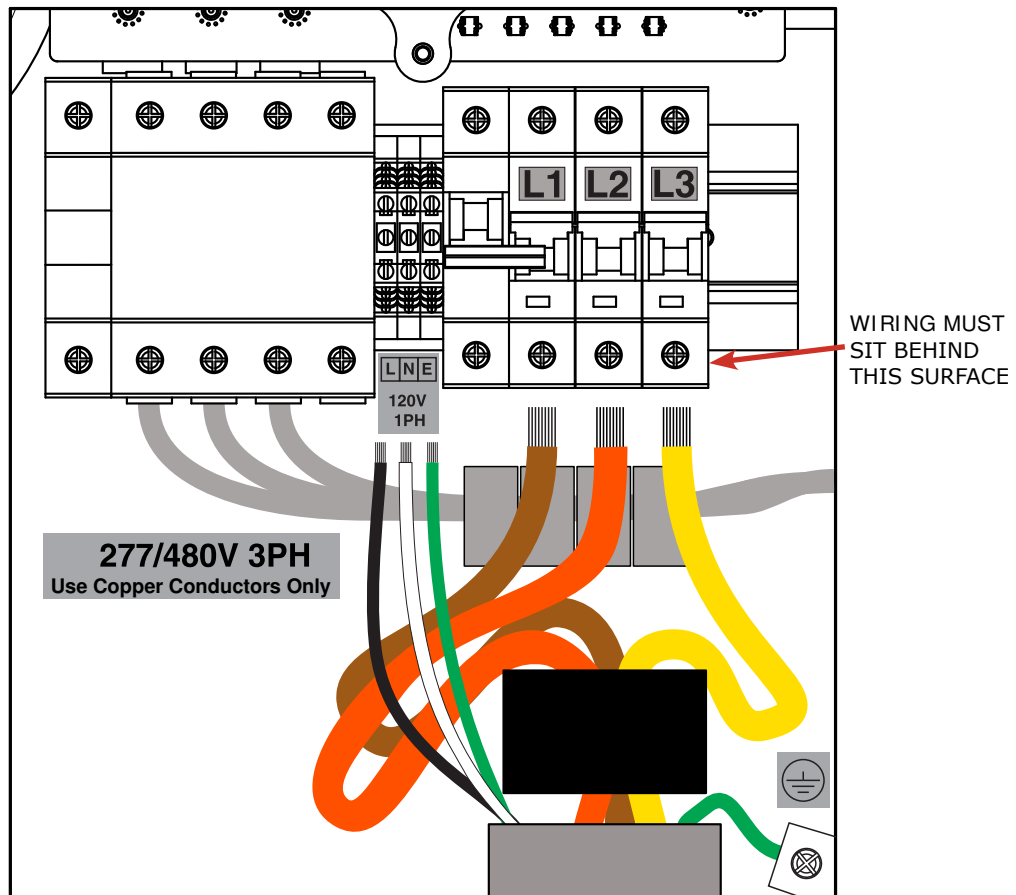 L1 L2 L3
WIRING MUST
SIT BEHIND
THIS SURFACE
L N E
120V
1PH
277/480V 3PH
Use Copper Conductors Only